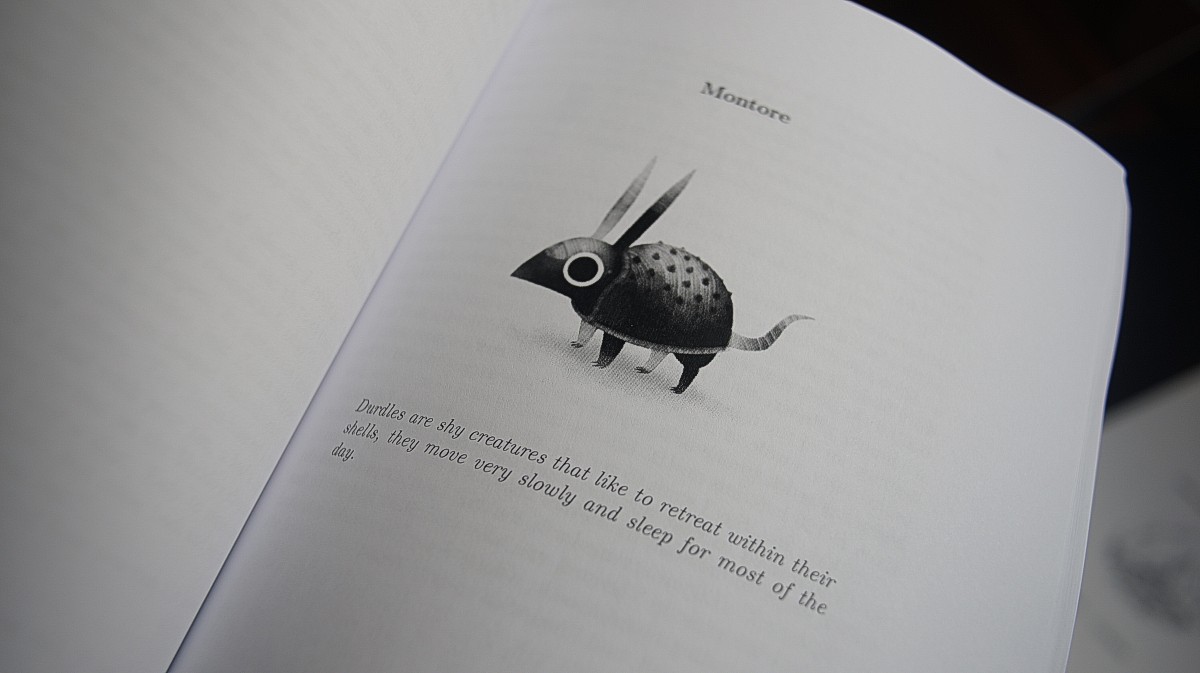 Montore
Durdles are shy creatures that like to retreat within their
shells, they move very slowly and sleep for most of the
day.